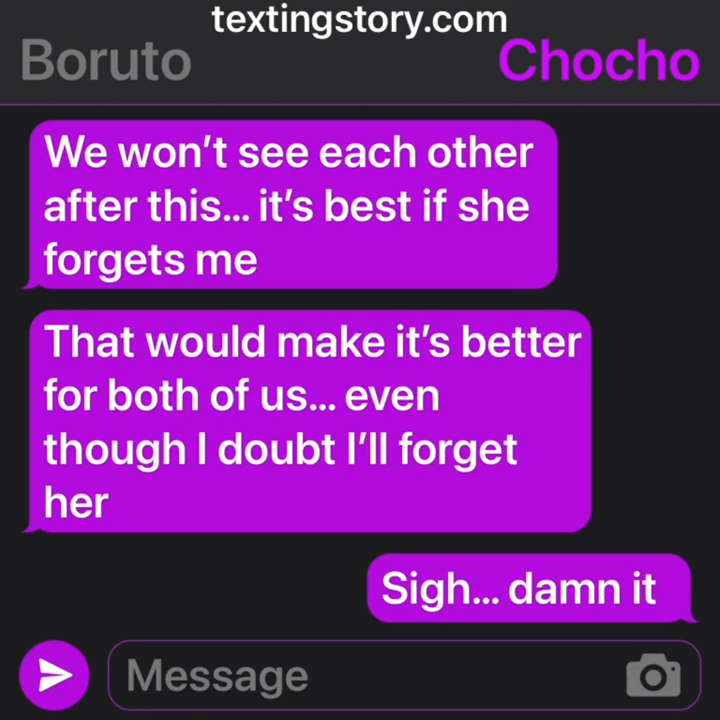 textingstory.com
Boruto
Chocho
We won’t see each other
after this... it’s best if she
forgets me
That would make it’s better
for both of us... even
though I doubt I’ll forget
her
Sigh... damn it
Message